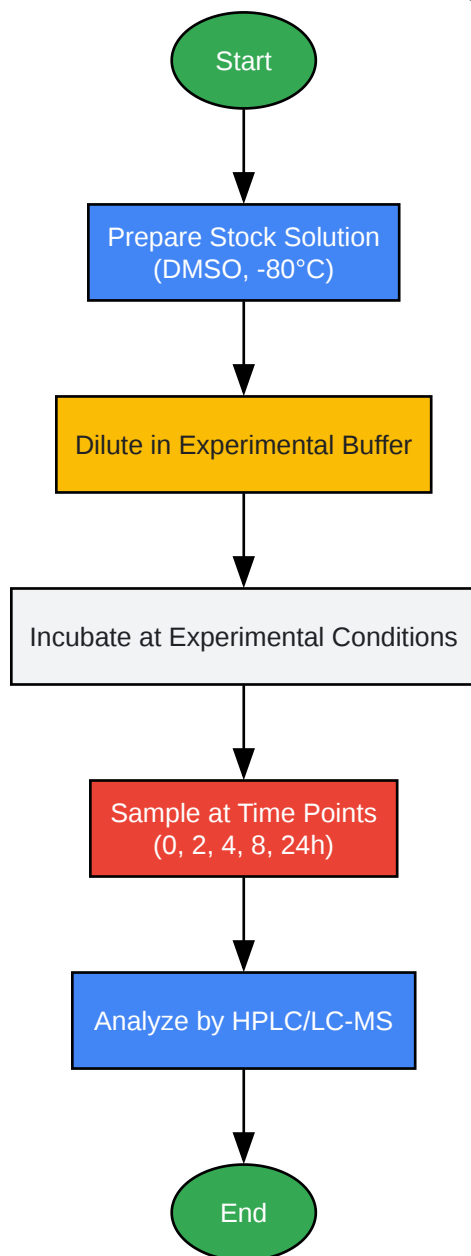 Start
Prepare Stock Solution
(DMSO, -80°C)
Dilute in Experimental Buffer
Incubate at Experimental Conditions
Sample at Time Points
(0, 2, 4, 8, 24h)
Analyze by HPLC/LC-MS
End